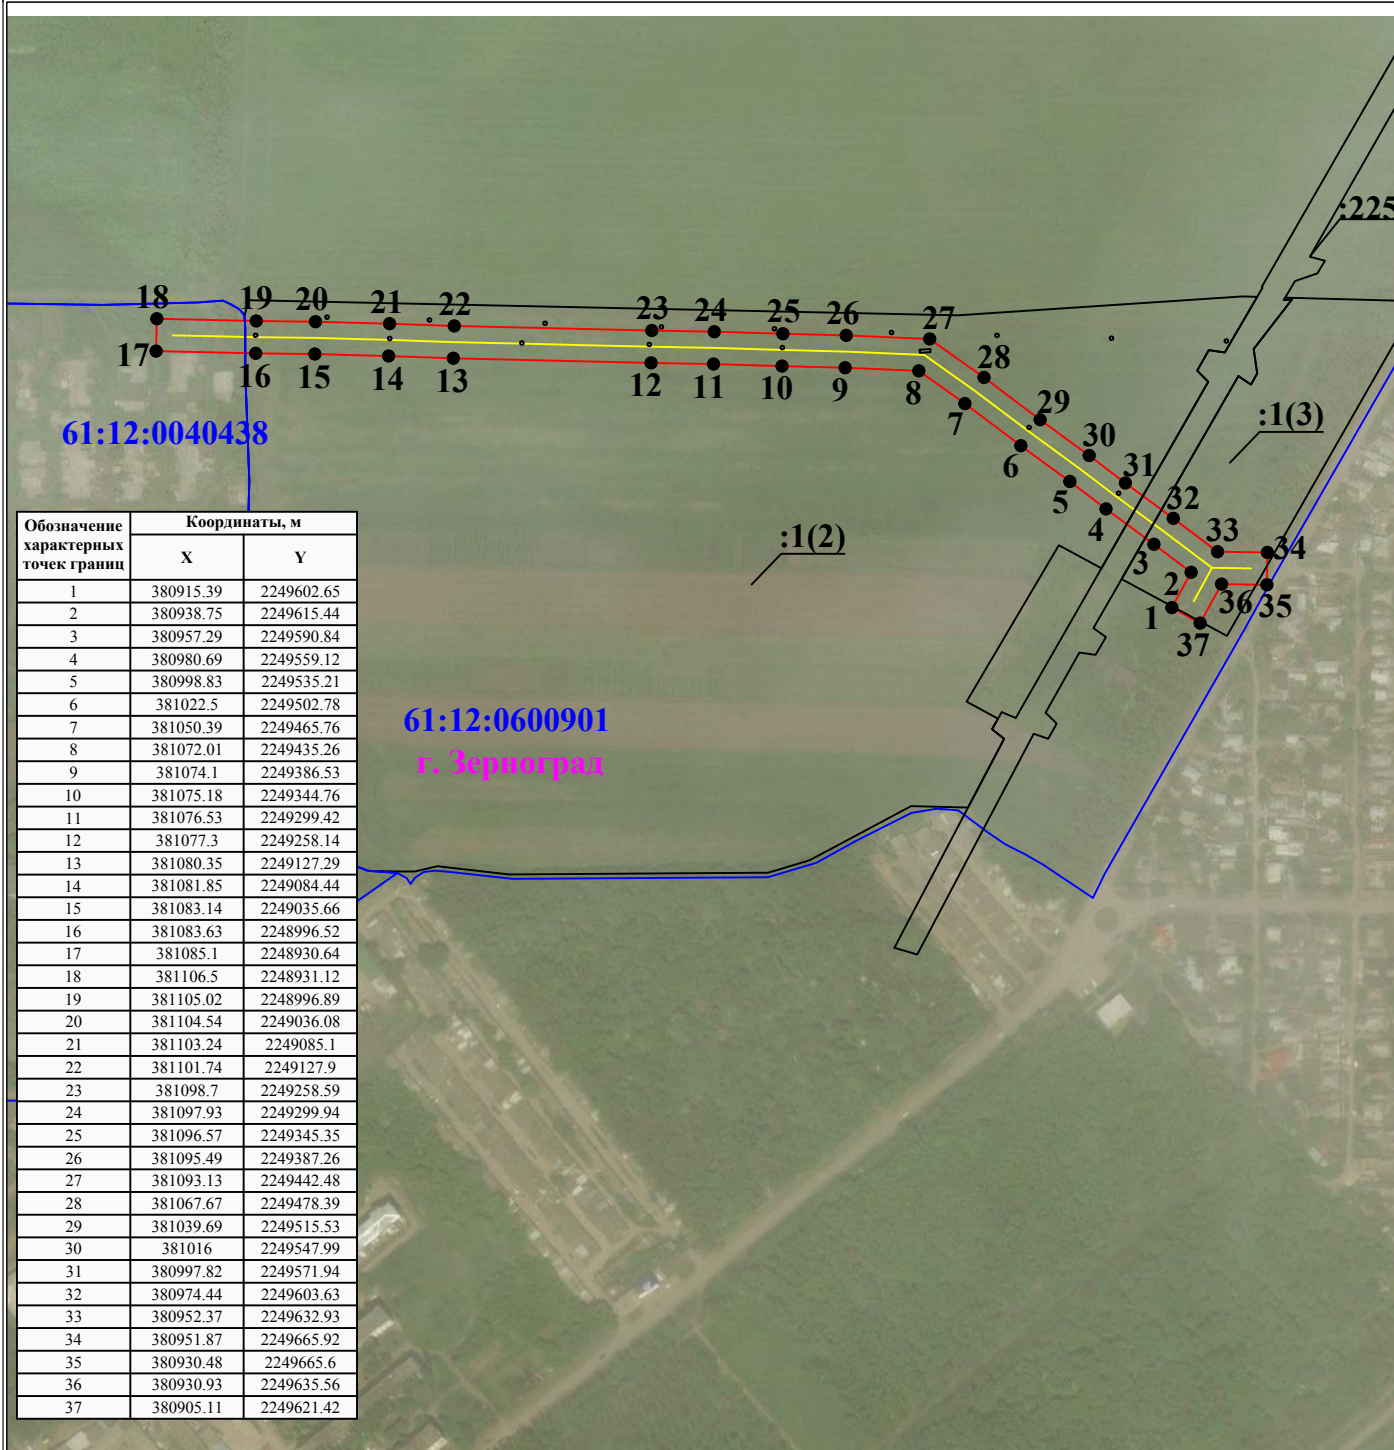 :225
18 19 20 21 22 23 24 25 26 27
28
17 16 15 14 13 12 11 10 9 8
29
7
:1(3)
61:12:0040438
30
6
31
5
32
4
:1(2)
33
34
3
2
36 35
1
37
61:12:0600901
г. Зерноград
Обозначение характерных точек границ | Координаты, м
X | Y
1 380915.39 2249602.65
2 380938.75 2249615.44
3 380957.29 2249590.84
4 380980.69 2249559.12
5 380998.83 2249535.21
6 381022.5 2249502.78
7 381050.39 2249465.76
8 381072.01 2249435.26
9 381074.1 2249386.53
10 381075.18 2249344.76
11 381076.53 2249299.42
12 381077.3 2249258.14
13 381080.35 2249127.29
14 381081.85 2249084.44
15 381083.14 2249035.66
16 381083.63 2248996.52
17 381085.1 2248930.64
18 381106.5 2248931.12
19 381105.02 2248996.89
20 381104.54 2249036.08
21 381103.24 2249085.1
22 381101.74 2249127.9
23 381098.7 2249258.59
24 381097.93 2249299.94
25 381096.57 2249345.35
26 381095.49 2249387.26
27 381093.13 2249442.48
28 381067.67 2249478.39
29 381039.69 2249515.53
30 381016 2249547.99
31 380997.82 2249571.94
32 380974.44 2249603.63
33 380952.37 2249632.93
34 380951.87 2249665.92
35 380930.48 2249665.6
36 380930.93 2249635.56
37 380905.11 2249621.42